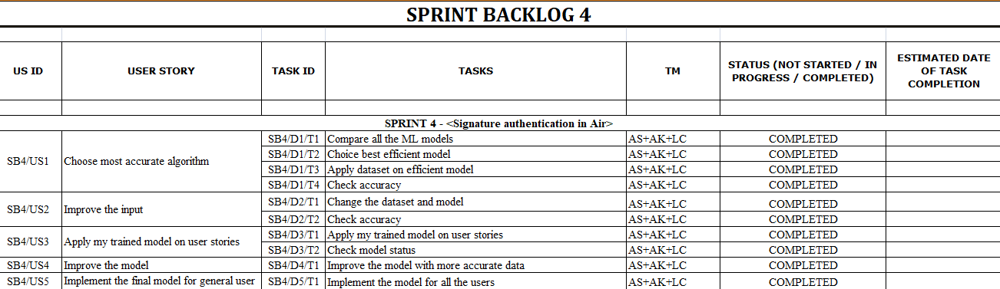 SPRINT BACKLOG 4
US ID USER STORY TASK ID TASKS TM STATUS (NOT STARTED / IN PROGRESS / COMPLETED) ESTIMATED DATE OF TASK COMPLETION
SPRINT 4 - <Signature authentication in Air>
SB4/US1 Choose most accurate algorithm SB4/D1/T1 Compare all the ML models AS+AK+LC COMPLETED
SB4/D1/T2 Choice best efficient model AS+AK+LC COMPLETED
SB4/D1/T3 Apply dataset on efficient model AS+AK+LC COMPLETED
SB4/D1/T4 Check accuracy AS+AK+LC COMPLETED
SB4/US2 Improve the input SB4/D2/T1 Change the dataset and model AS+AK+LC COMPLETED
SB4/D2/T2 Check accuracy AS+AK+LC COMPLETED
SB4/US3 Apply my trained model on user stories SB4/D3/T1 Apply my trained model on user stories AS+AK+LC COMPLETED
SB4/D3/T2 Check model status AS+AK+LC COMPLETED
SB4/US4 Improve the model SB4/D4/T1 Improve the model with more accurate data AS+AK+LC COMPLETED
SB4/US5 Implement the final model for general user SB4/D5/T1 Implement the model for all the users AS+AK+LC COMPLETED